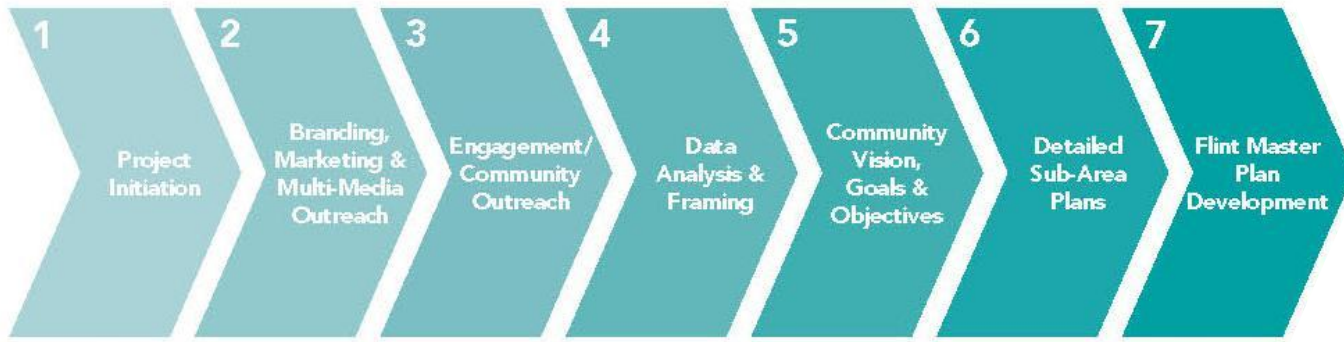 1
Project
Initiation
2
Branding,
Marketing &
Multi-Media
Outreach
3
Engagement/
Community
Outreach
4
Data
Analysis &
Framing
5
Community
Vision,
Goals &
Objectives
6
Detailed
Sub-Area
Plans
7
Flint Master
Plan
Development